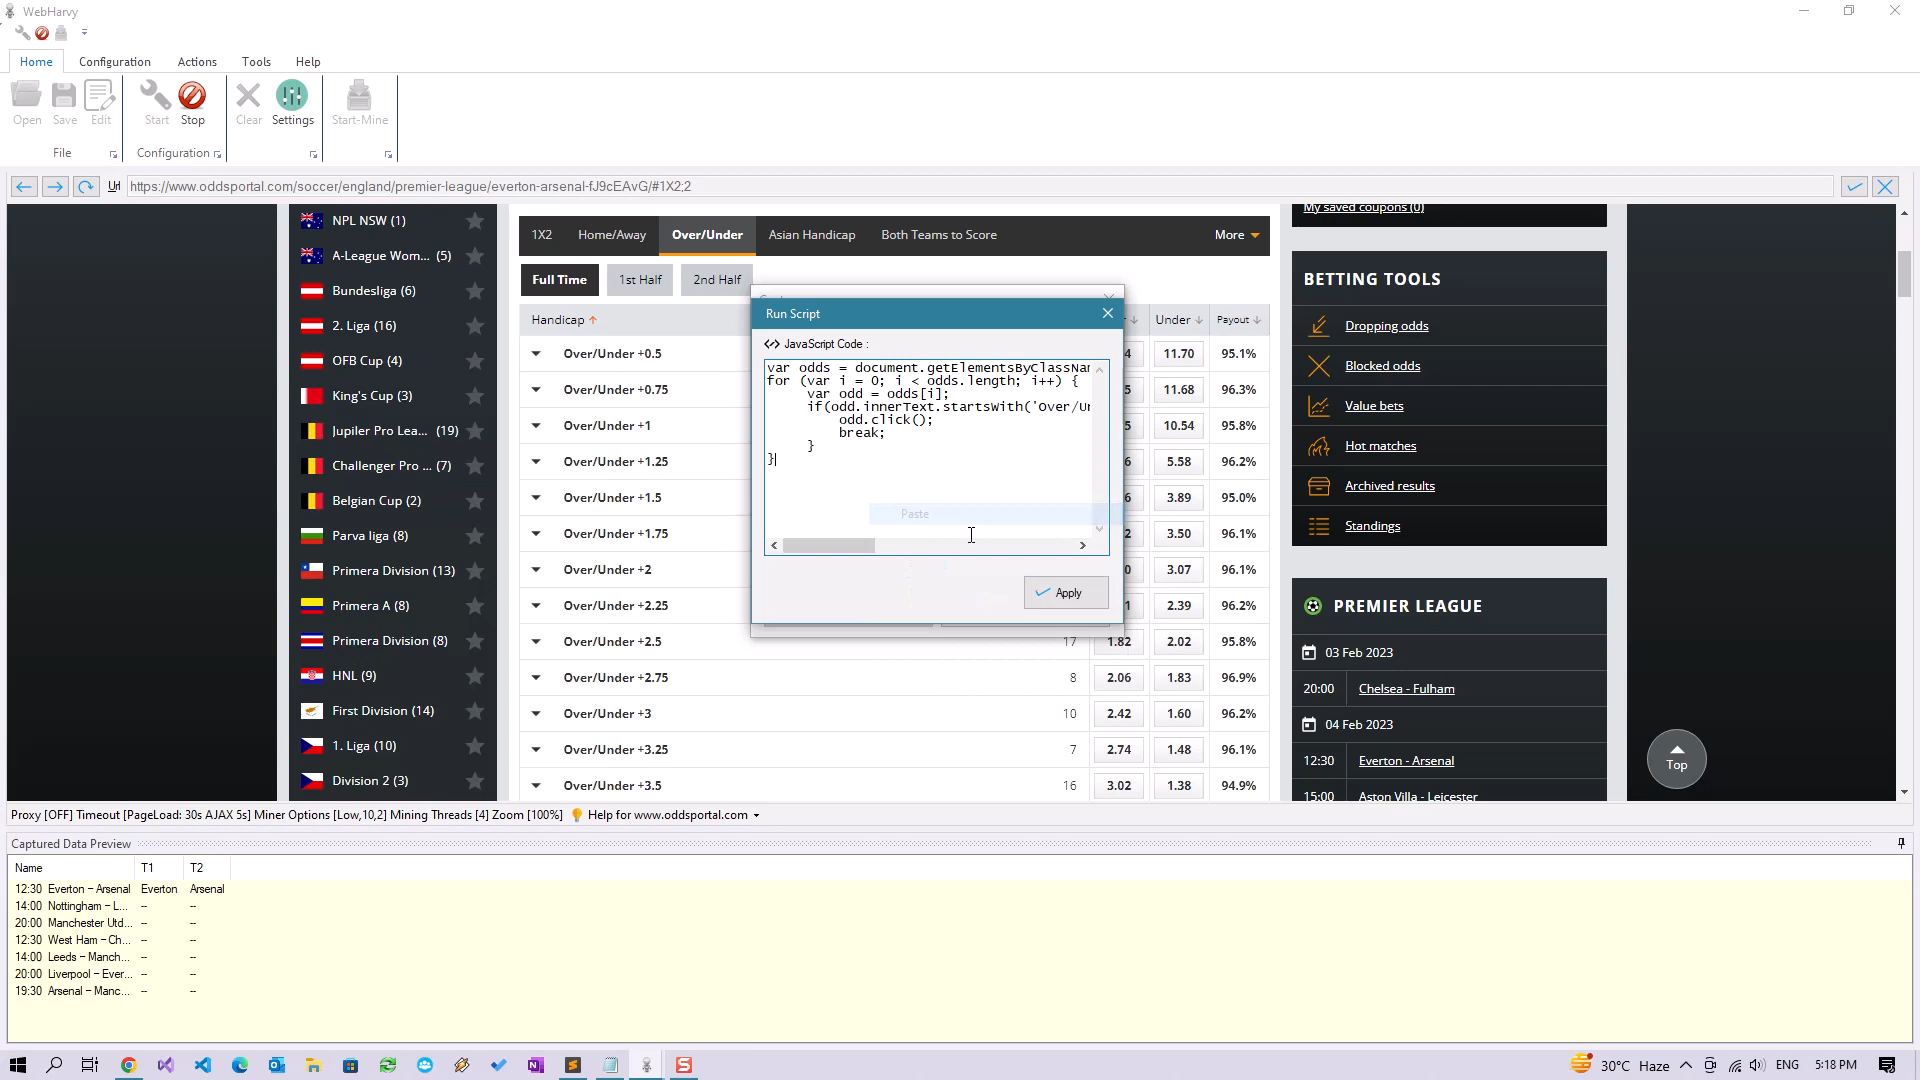 WebHarvy
Home Configuration Actions Tools Help
Open Save Edit Start Stop Clear Settings Start-Mine
File Configuration
Url https://www.oddsportal.com/soccer/england/premier-league/everton-arsenal-fJ9cEAvG/#1X2;2
NPL NSW (1)
A-League Wom... (5)
Bundesliga (6)
2. Liga (16)
OFB Cup (4)
King's Cup (3)
Jupiler Pro Lea... (19)
Challenger Pro ... (7)
Belgian Cup (2)
Parva liga (8)
Primera Division (13)
Primera A (8)
Primera Division (8)
HNL (9)
First Division (14)
1. Liga (10)
Division 2 (3)
1X2 Home/Away Over/Under Asian Handicap Both Teams to Score More
Full Time 1st Half 2nd Half
Handicap Under Payout
Over/Under +0.5 4 11.70 95.1%
Over/Under +0.75 5 11.68 96.3%
Over/Under +1 5 10.54 95.8%
Over/Under +1.25 6 5.58 96.2%
Over/Under +1.5 6 3.89 95.0%
Over/Under +1.75 2 3.50 96.1%
Over/Under +2 0 3.07 96.1%
Over/Under +2.25 1 2.39 96.2%
Over/Under +2.5 17 1.82 2.02 95.8%
Over/Under +2.75 8 2.06 1.83 96.9%
Over/Under +3 10 2.42 1.60 96.2%
Over/Under +3.25 7 2.74 1.48 96.1%
Over/Under +3.5 16 3.02 1.38 94.9%
Run Script
JavaScript Code :
var odds = document.getElementsByClassNam
for (var i = 0; i < odds.length; i++) {
var odd = odds[i];
if(odd.innerText.startsWith('Over/Un
odd.click();
break;
}
}
Paste
Apply
My saved coupons (0)
BETTING TOOLS
Dropping odds
Blocked odds
Value bets
Hot matches
Archived results
Standings
PREMIER LEAGUE
03 Feb 2023
20:00 Chelsea - Fulham
04 Feb 2023
12:30 Everton - Arsenal
15:00 Aston Villa - Leicester
Top
Proxy [OFF] Timeout [PageLoad: 30s AJAX 5s] Miner Options [Low,10,2] Mining Threads [4] Zoom [100%] Help for www.oddsportal.com
Captured Data Preview
Name T1 T2
12:30 Everton – Arsenal Everton Arsenal
14:00 Nottingham – L... -- --
20:00 Manchester Utd... -- --
12:30 West Ham – Ch... -- --
14:00 Leeds – Manch... -- --
20:00 Liverpool – Ever... -- --
19:30 Arsenal – Manc... -- --
30°C Haze ENG 5:18 PM